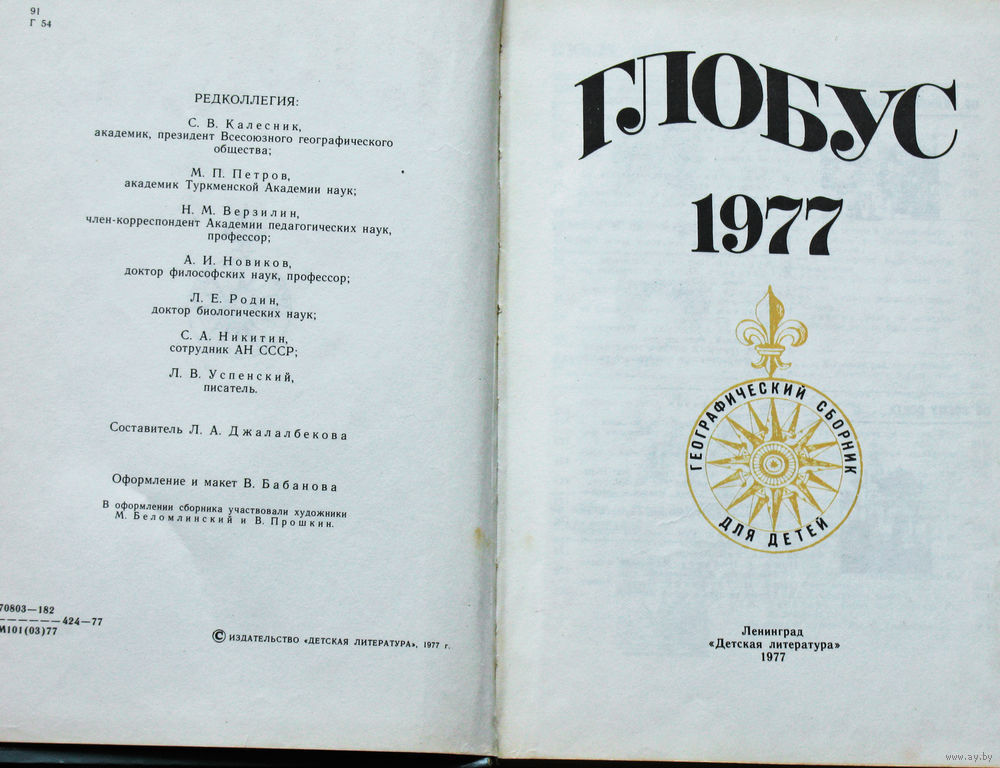 91
Г 54
РЕДКОЛЛЕГИЯ:
С. В. Калесник,
академик, президент Всесоюзного географического
общества;
М. П. Петров,
академик Туркменской Академии наук;
Н. М. Верзилин,
член-корреспондент Академии педагогических наук,
профессор;
А. И. Новиков,
доктор философских наук, профессор;
Л. Е. Родин,
доктор биологических наук;
С. А. Никитин,
сотрудник АН СССР;
Л. В. Успенский,
писатель.
Составитель Л. А. Джалалбекова
Оформление и макет В. Бабанова
В оформлении сборника участвовали художники
М. Беломлинский и В. Прошкин.
70803—182
424—77
М101(03)77
© ИЗДАТЕЛЬСТВО «ДЕТСКАЯ ЛИТЕРАТУРА», 1977 г.
ГЛОБУС
1977
ГЕОГРАФИЧЕСКИЙ СБОРНИК
ДЛЯ ДЕТЕЙ
Ленинград
«Детская литература»
1977
www.ay.by